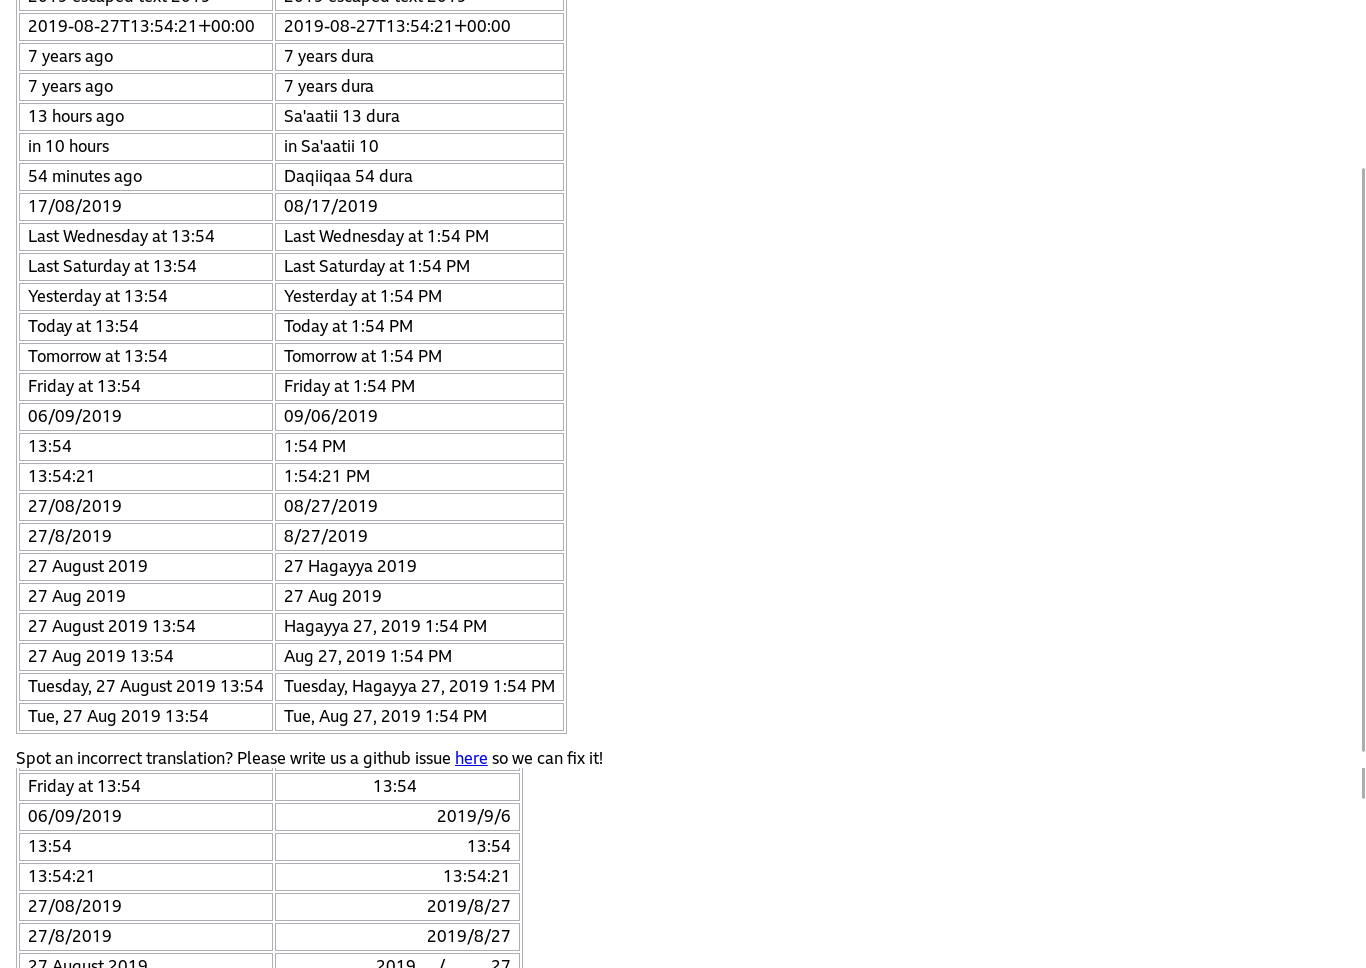 2019 escaped text 2019 2019 escaped text 2019
2019-08-27T13:54:21+00:00 2019-08-27T13:54:21+00:00
7 years ago 7 years dura
7 years ago 7 years dura
13 hours ago Sa'aatii 13 dura
in 10 hours in Sa'aatii 10
54 minutes ago Daqiiqaa 54 dura
17/08/2019 08/17/2019
Last Wednesday at 13:54 Last Wednesday at 1:54 PM
Last Saturday at 13:54 Last Saturday at 1:54 PM
Yesterday at 13:54 Yesterday at 1:54 PM
Today at 13:54 Today at 1:54 PM
Tomorrow at 13:54 Tomorrow at 1:54 PM
Friday at 13:54 Friday at 1:54 PM
06/09/2019 09/06/2019
13:54 1:54 PM
13:54:21 1:54:21 PM
27/08/2019 08/27/2019
27/8/2019 8/27/2019
27 August 2019 27 Hagayya 2019
27 Aug 2019 27 Aug 2019
27 August 2019 13:54 Hagayya 27, 2019 1:54 PM
27 Aug 2019 13:54 Aug 27, 2019 1:54 PM
Tuesday, 27 August 2019 13:54 Tuesday, Hagayya 27, 2019 1:54 PM
Tue, 27 Aug 2019 13:54 Tue, Aug 27, 2019 1:54 PM
Spot an incorrect translation? Please write us a github issue here so we can fix it!
Friday at 13:54 13:54
06/09/2019 2019/9/6
13:54 13:54
13:54:21 13:54:21
27/08/2019 2019/8/27
27/8/2019 2019/8/27
27 August 2019 2019 / 27